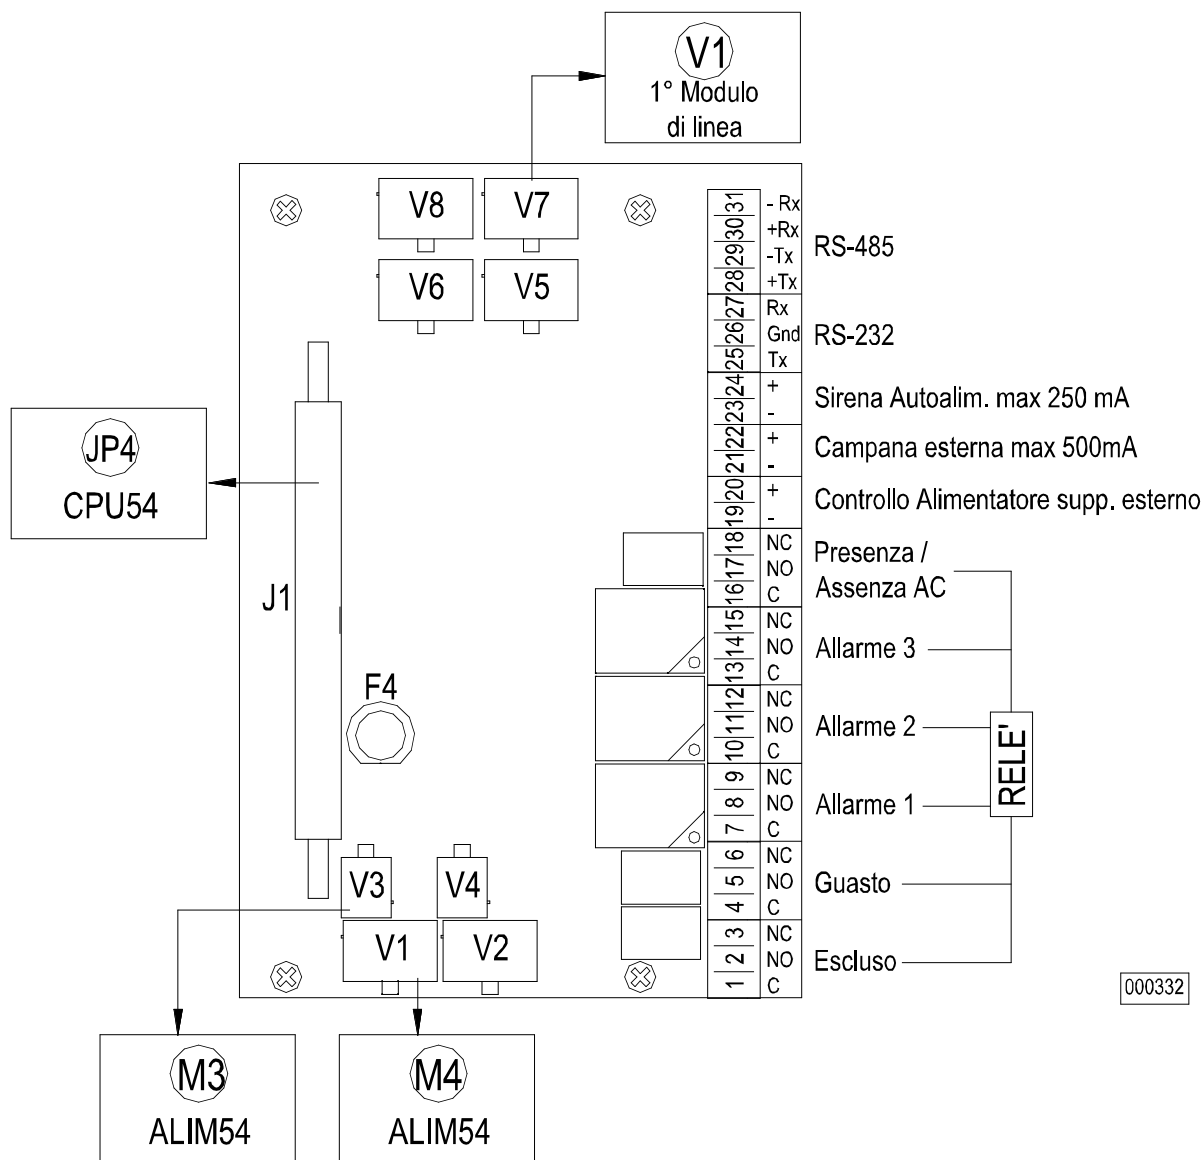 V1
1° Modulo
di linea
V8
V7
V6
V5
31 - Rx
30 +Rx
29 -Tx
28 +Tx
RS-485
27 Rx
26 Gnd
25 Tx
RS-232
24 +
23 -
Sirena Autoalim. max 250 mA
22 +
21 -
Campana esterna max 500mA
20 +
19 -
Controllo Alimentatore supp. esterno
18 NC
17 NO
16 C
Presenza /
Assenza AC
15 NC
14 NO
13 C
Allarme 3
12 NC
11 NO
10 C
Allarme 2
9 NC
8 NO
7 C
Allarme 1
6 NC
5 NO
4 C
Guasto
3 NC
2 NO
1 C
Escluso
RELE'
JP4
CPU54
J1
F4
V3
V4
V1
V2
000332
M3
ALIM54
M4
ALIM54